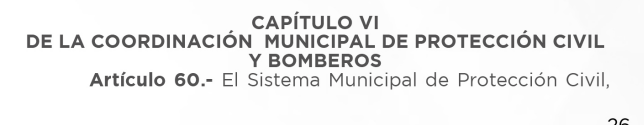 CAPÍTULO VI
DE LA COORDINACIÓN MUNICIPAL DE PROTECCIÓN CIVIL
Y BOMBEROS
Artículo 60.- El Sistema Municipal de Protección Civil,
26